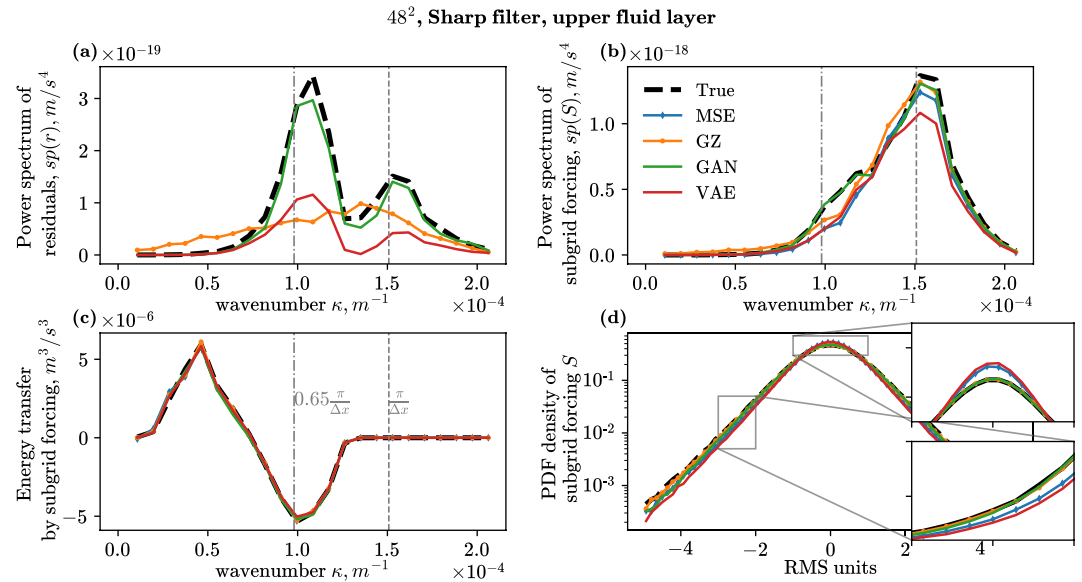 48², Sharp filter, upper fluid layer
(a) ×10⁻¹⁹
Power spectrum of
residuals, sp(r), m/s⁴
3
2
1
0
0.0 0.5 1.0 1.5 2.0
wavenumber κ, m⁻¹ ×10⁻⁴
(b) ×10⁻¹⁸
Power spectrum of
subgrid forcing, sp(S), m/s⁴
1.0
0.5
0.0
True
MSE
GZ
GAN
VAE
0.0 0.5 1.0 1.5 2.0
wavenumber κ, m⁻¹ ×10⁻⁴
(c) ×10⁻⁶
Energy transfer
by subgrid forcing, m³/s³
5
0
−5
0.65 π/Δx
π/Δx
0.0 0.5 1.0 1.5 2.0
wavenumber κ, m⁻¹ ×10⁻⁴
(d)
PDF density of
subgrid forcing S
10⁻¹
10⁻²
10⁻³
−4 −2 0 2 4
RMS units